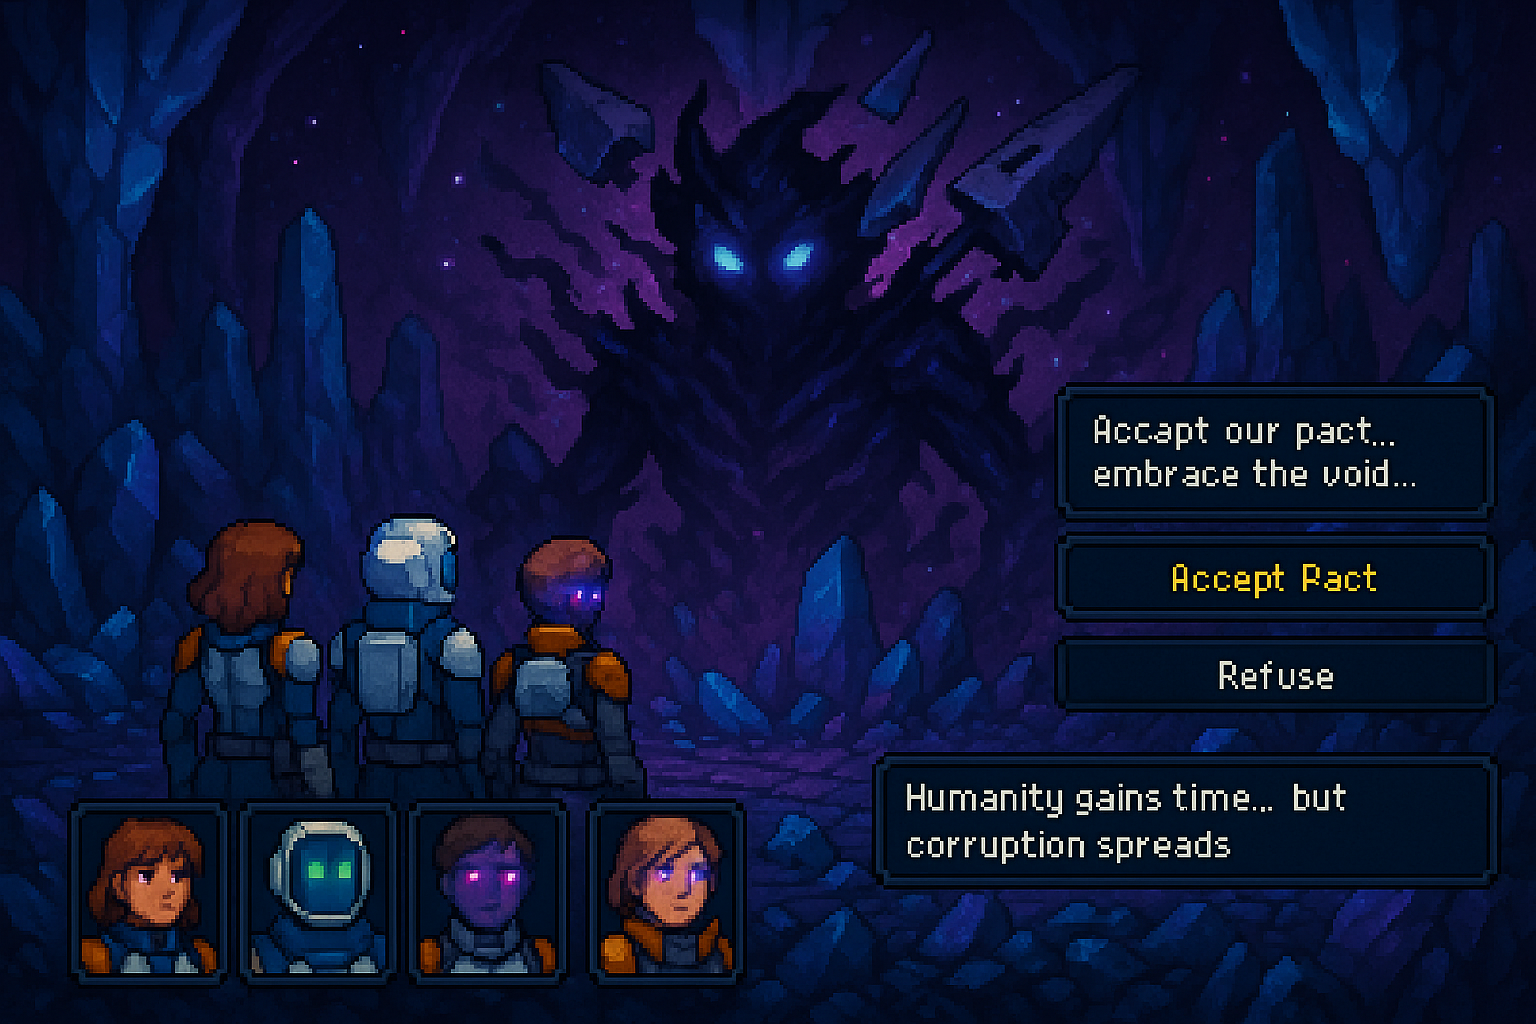 Accapt our pact...
embrace the void...
Accept Pact
Refuse
Humanity gains time... but
corruption spreads